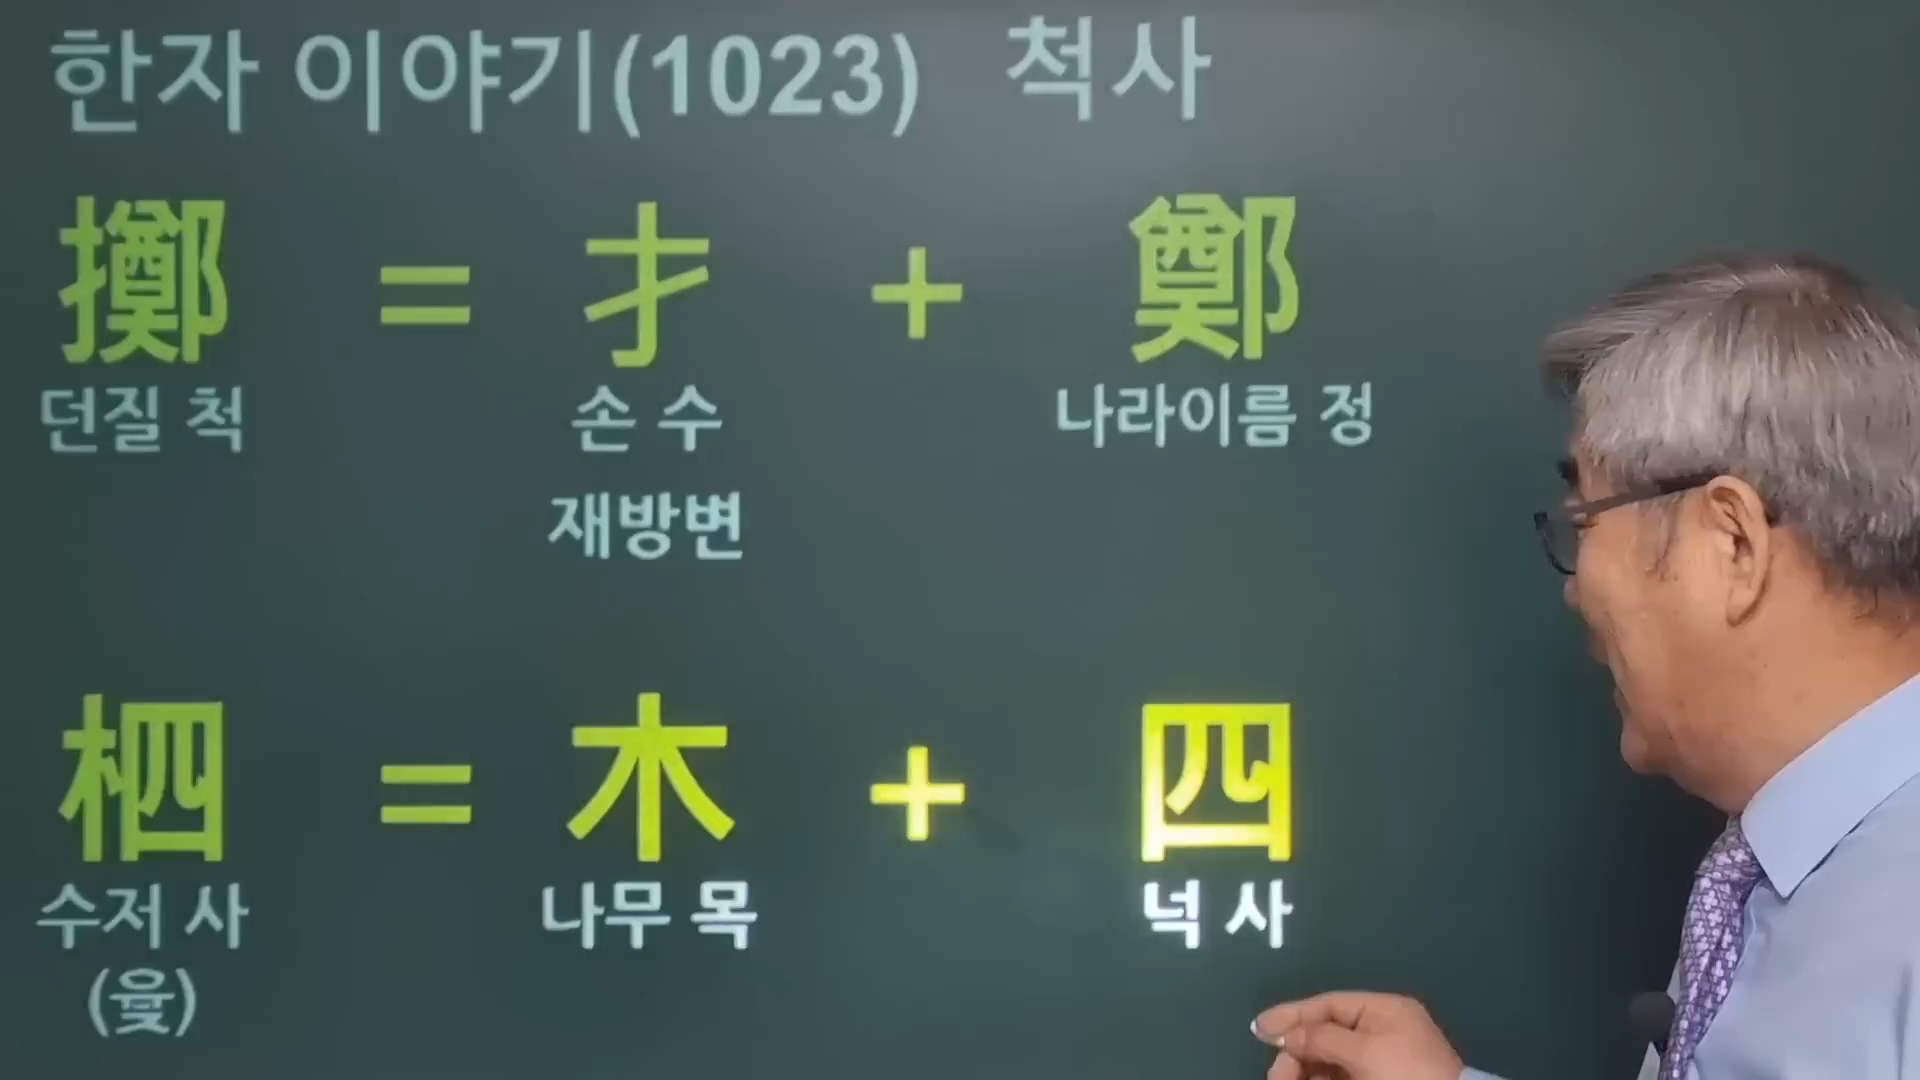 한자 이야기(1023) 척사
擲 = 扌 + 鄭
던질 척 손 수 나라이름 정
재방변
柶 = 木 + 四
수저 사 나무 목 넉 사
(윷)